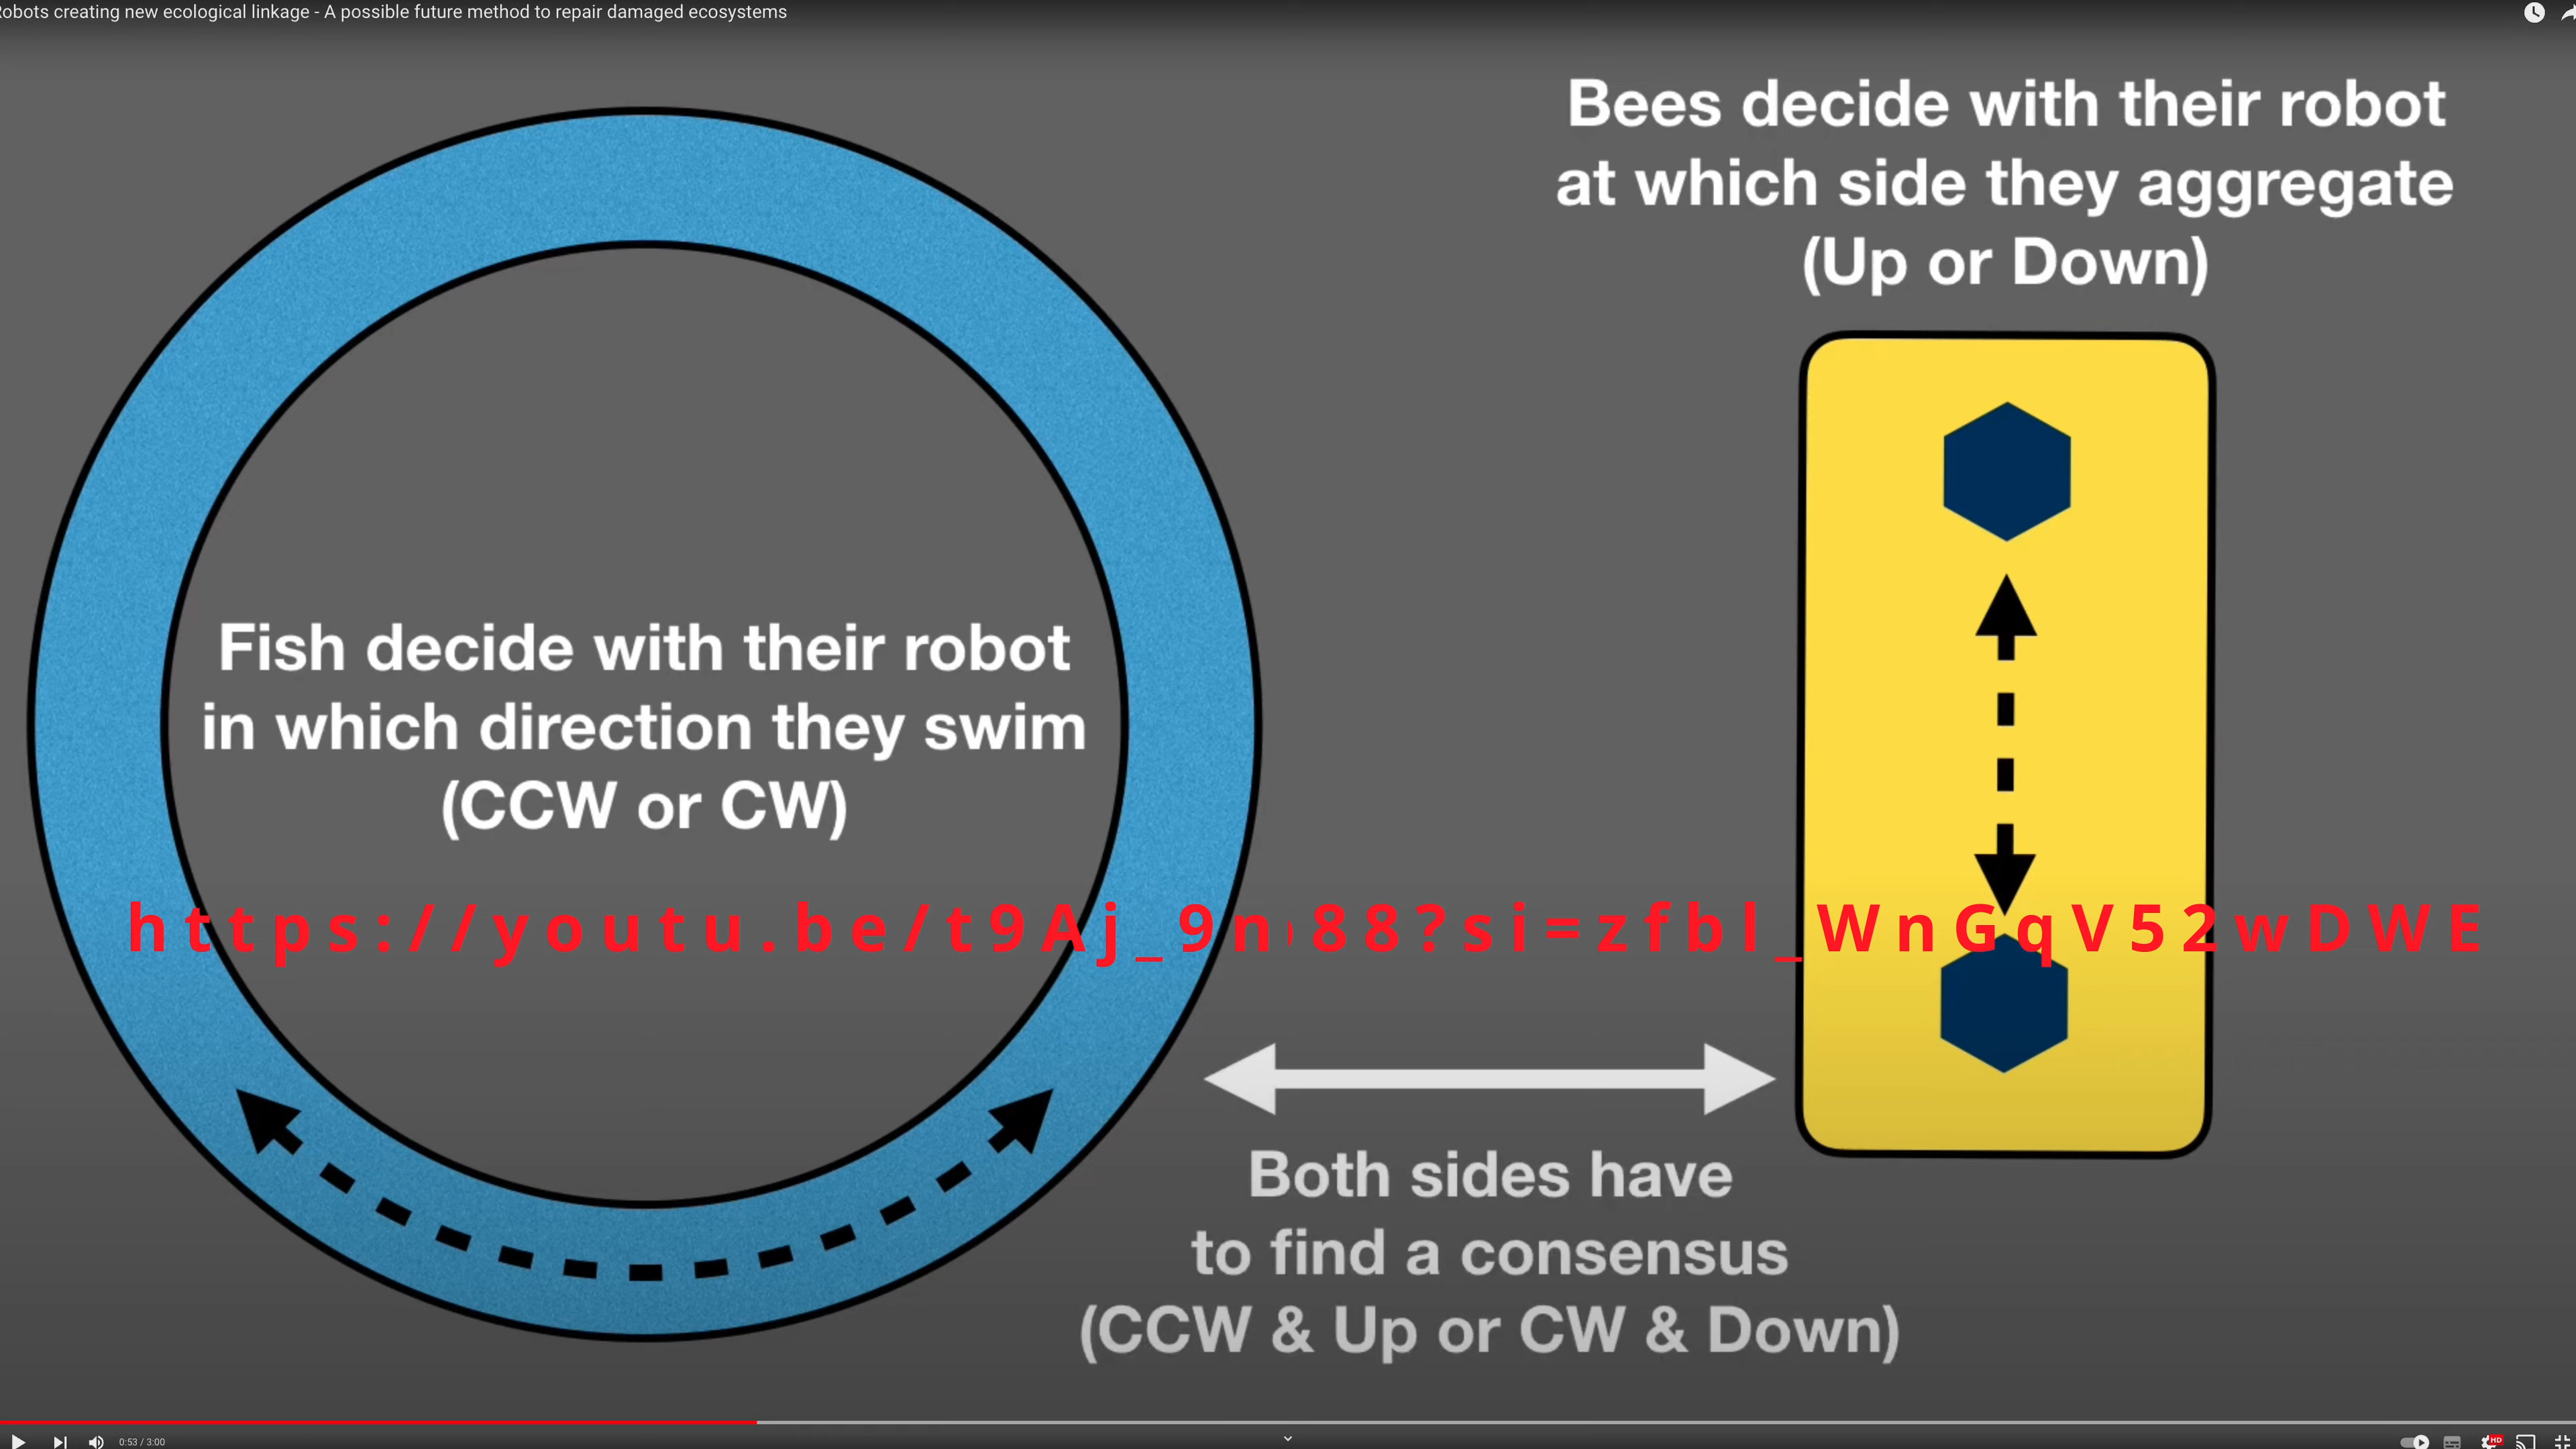 Robots creating new ecological linkage - A possible future method to repair damaged ecosystems
Bees decide with their robot
at which side they aggregate
(Up or Down)
Fish decide with their robot
in which direction they swim
(CCW or CW)
Both sides have
to find a consensus
(CCW & Up or CW & Down)
0:53 / 3:00
HD